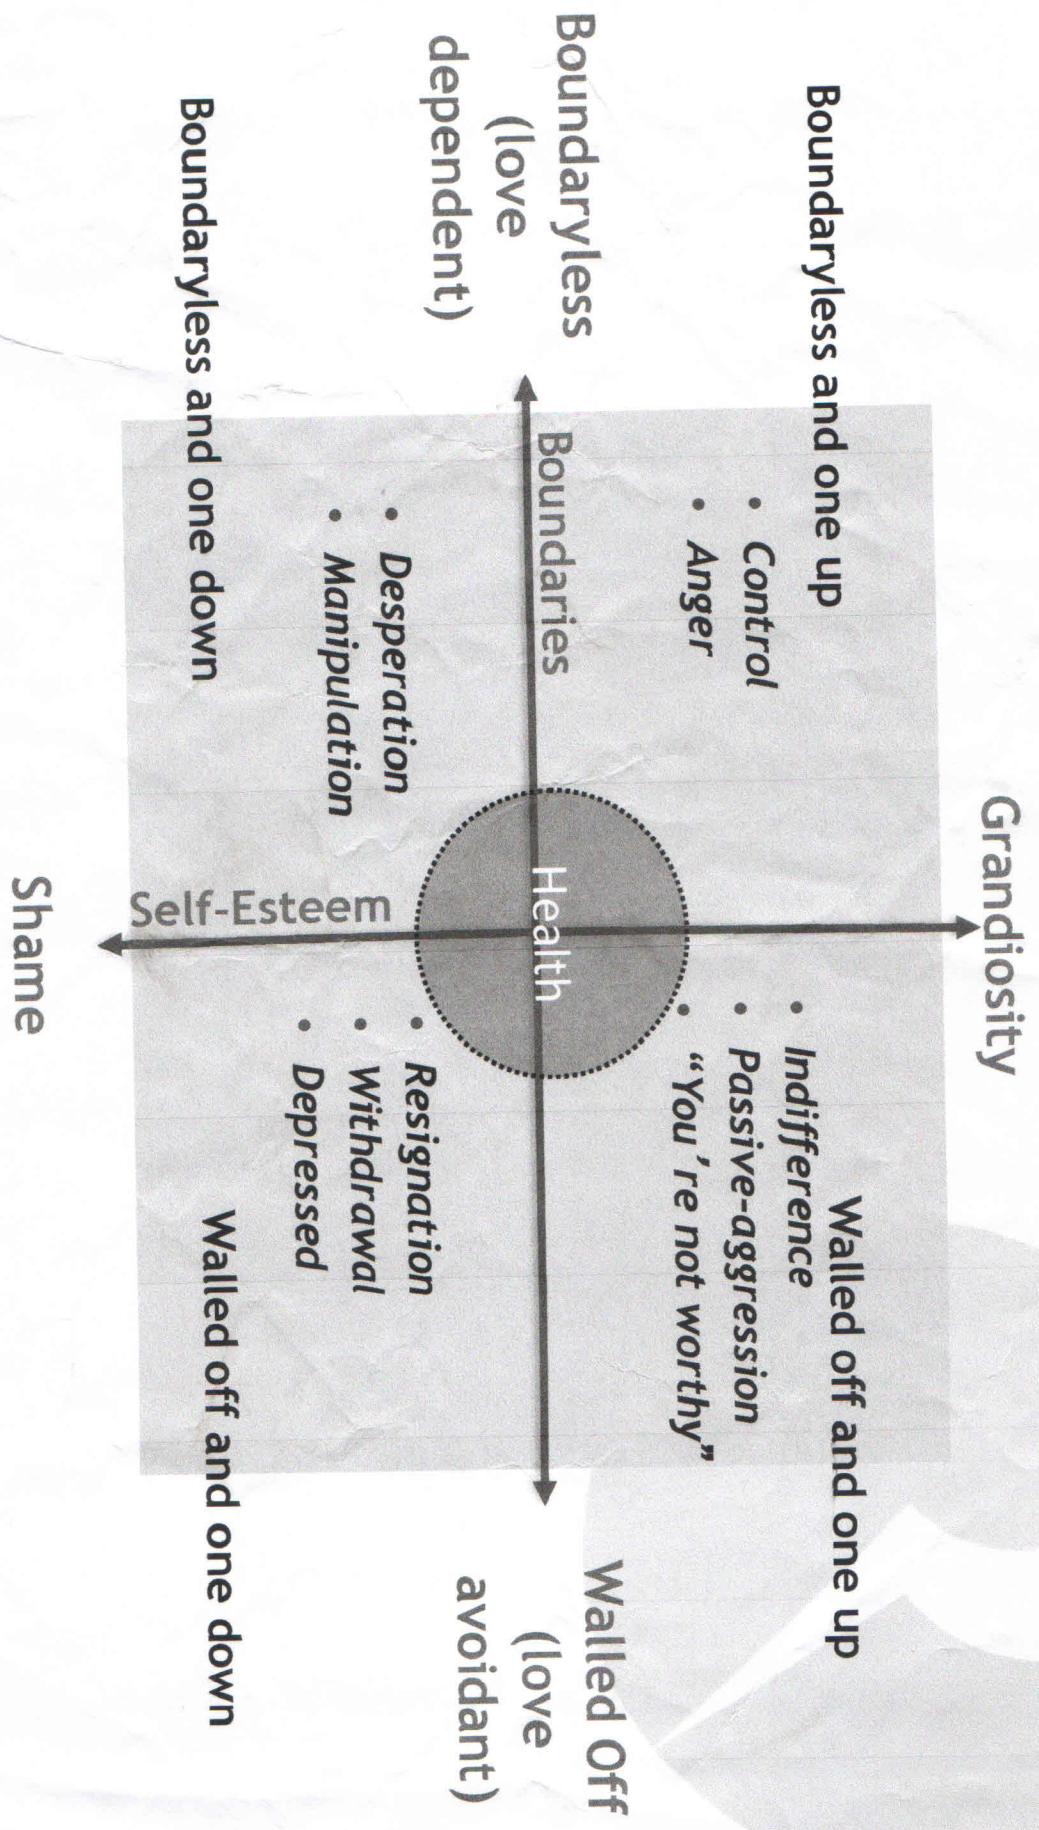 Grandiosity
Boundaryless and one up
Walled off and one up
• Control
• Anger
• Indifference
• Passive-aggression
• “You’re not worthy”
Boundaryless
(love
dependent)
Boundaries
Health
Walled Off
(love
avoidant)
• Desperation
• Manipulation
Self-Esteem
• Resignation
• Withdrawal
• Depressed
Boundaryless and one down
Walled off and one down
Shame